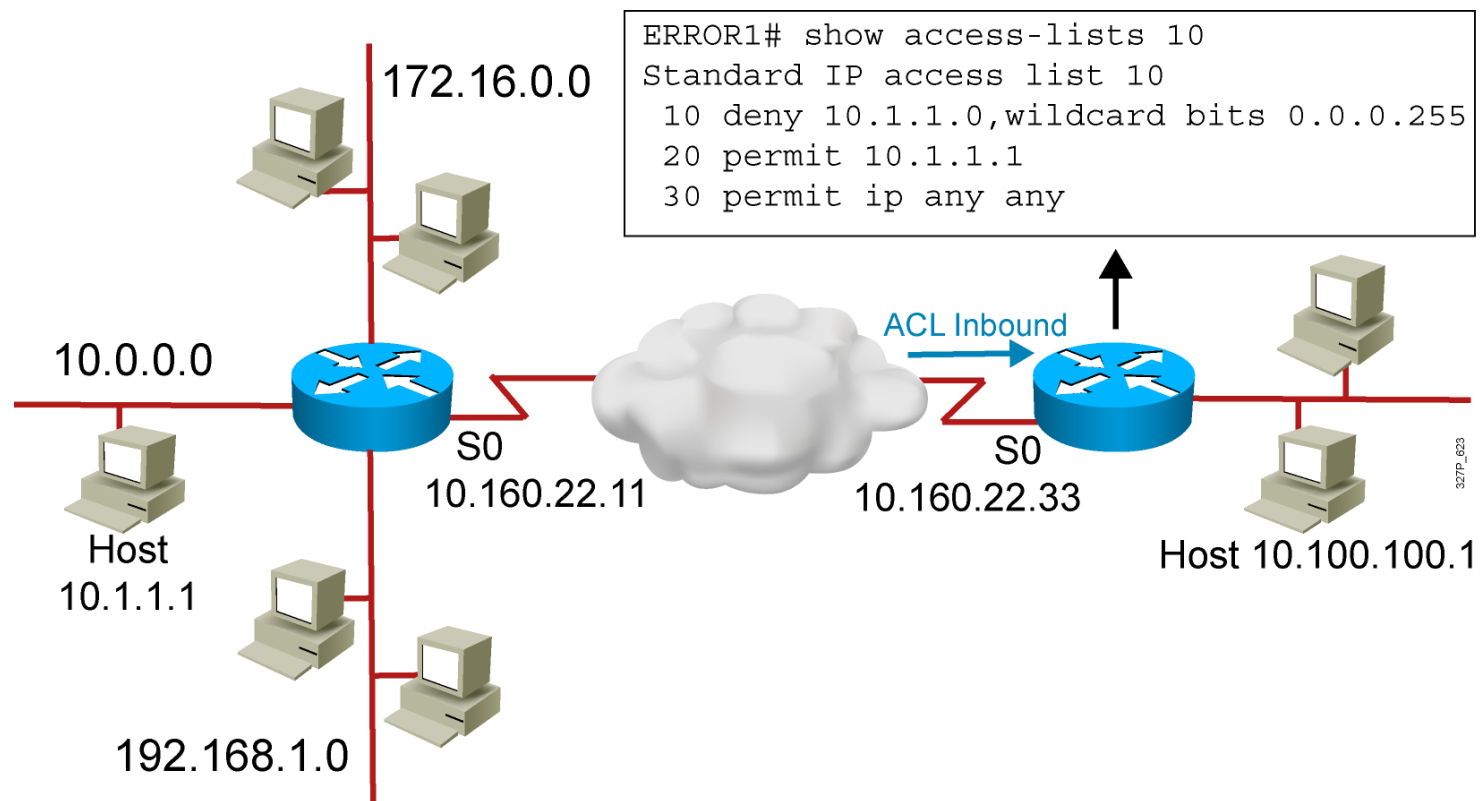 ERROR1# show access-lists 10
Standard IP access list 10
10 deny 10.1.1.0,wildcard bits 0.0.0.255
20 permit 10.1.1.1
30 permit ip any any
172.16.0.0
ACL Inbound
10.0.0.0
S0
10.160.22.11
S0
10.160.22.33
327P_623
Host
10.1.1.1
Host 10.100.100.1
192.168.1.0